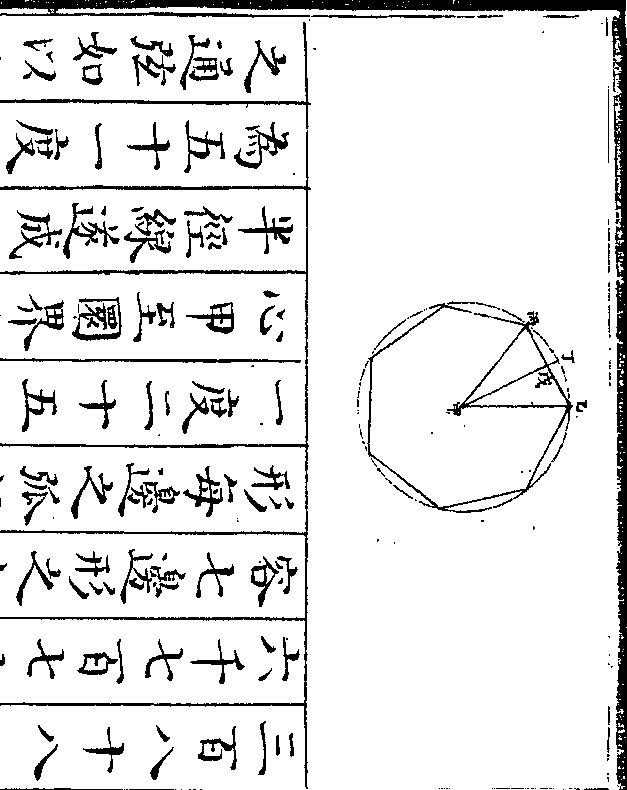 三百八十八
六千七百七
容七邊形之
形每邊之弧
一度二十五
心甲至圜界
半徑線遂成
為五十一度
之通弦如以
乙
丁
戊
丙
甲